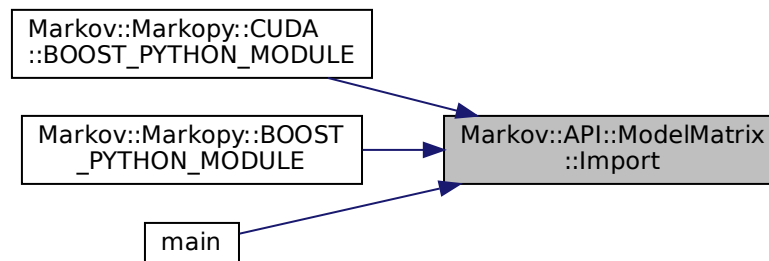 Markov::Markopy::CUDA
::BOOST_PYTHON_MODULE
Markov::Markopy::BOOST
_PYTHON_MODULE
Markov::API::ModelMatrix
::Import
main